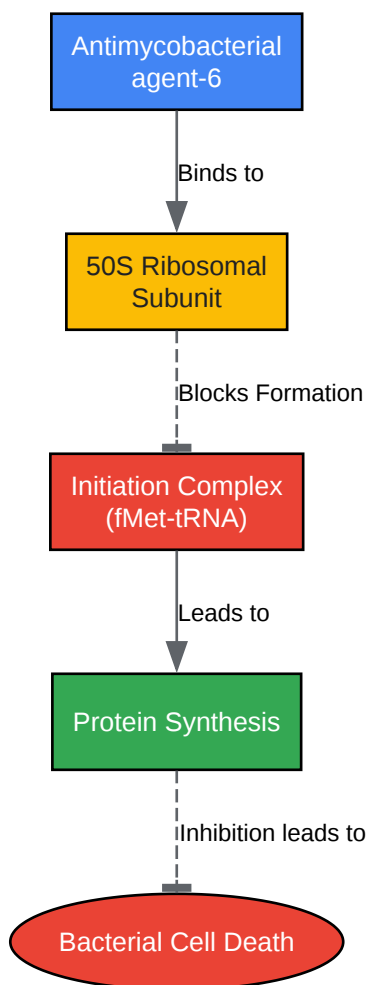 Antimycobacterial
agent-6
Binds to
50S Ribosomal
Subunit
Blocks Formation
Initiation Complex
(fMet-tRNA)
Leads to
Protein Synthesis
Inhibition leads to
Bacterial Cell Death